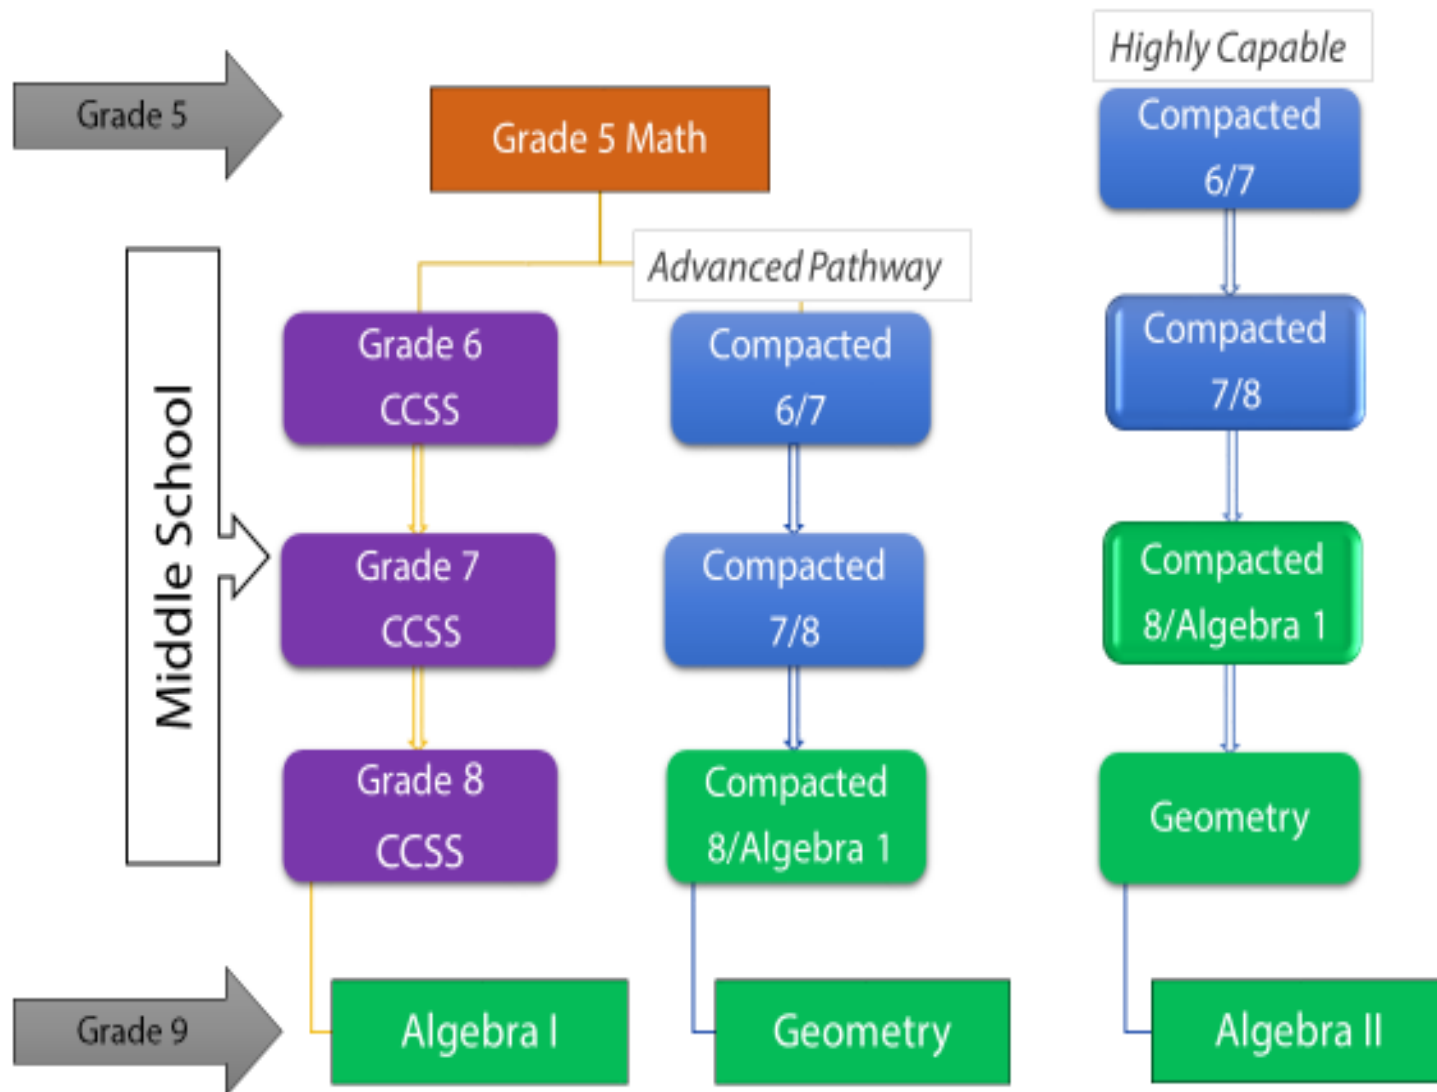 Highly Capable
Grade 5
Grade 5 Math
Compacted
6/7
Advanced Pathway
Middle School
Grade 6
CCSS
Compacted
6/7
Compacted
7/8
Grade 7
CCSS
Compacted
7/8
Compacted
8/Algebra 1
Grade 8
CCSS
Compacted
8/Algebra 1
Geometry
Grade 9
Algebra I
Geometry
Algebra II